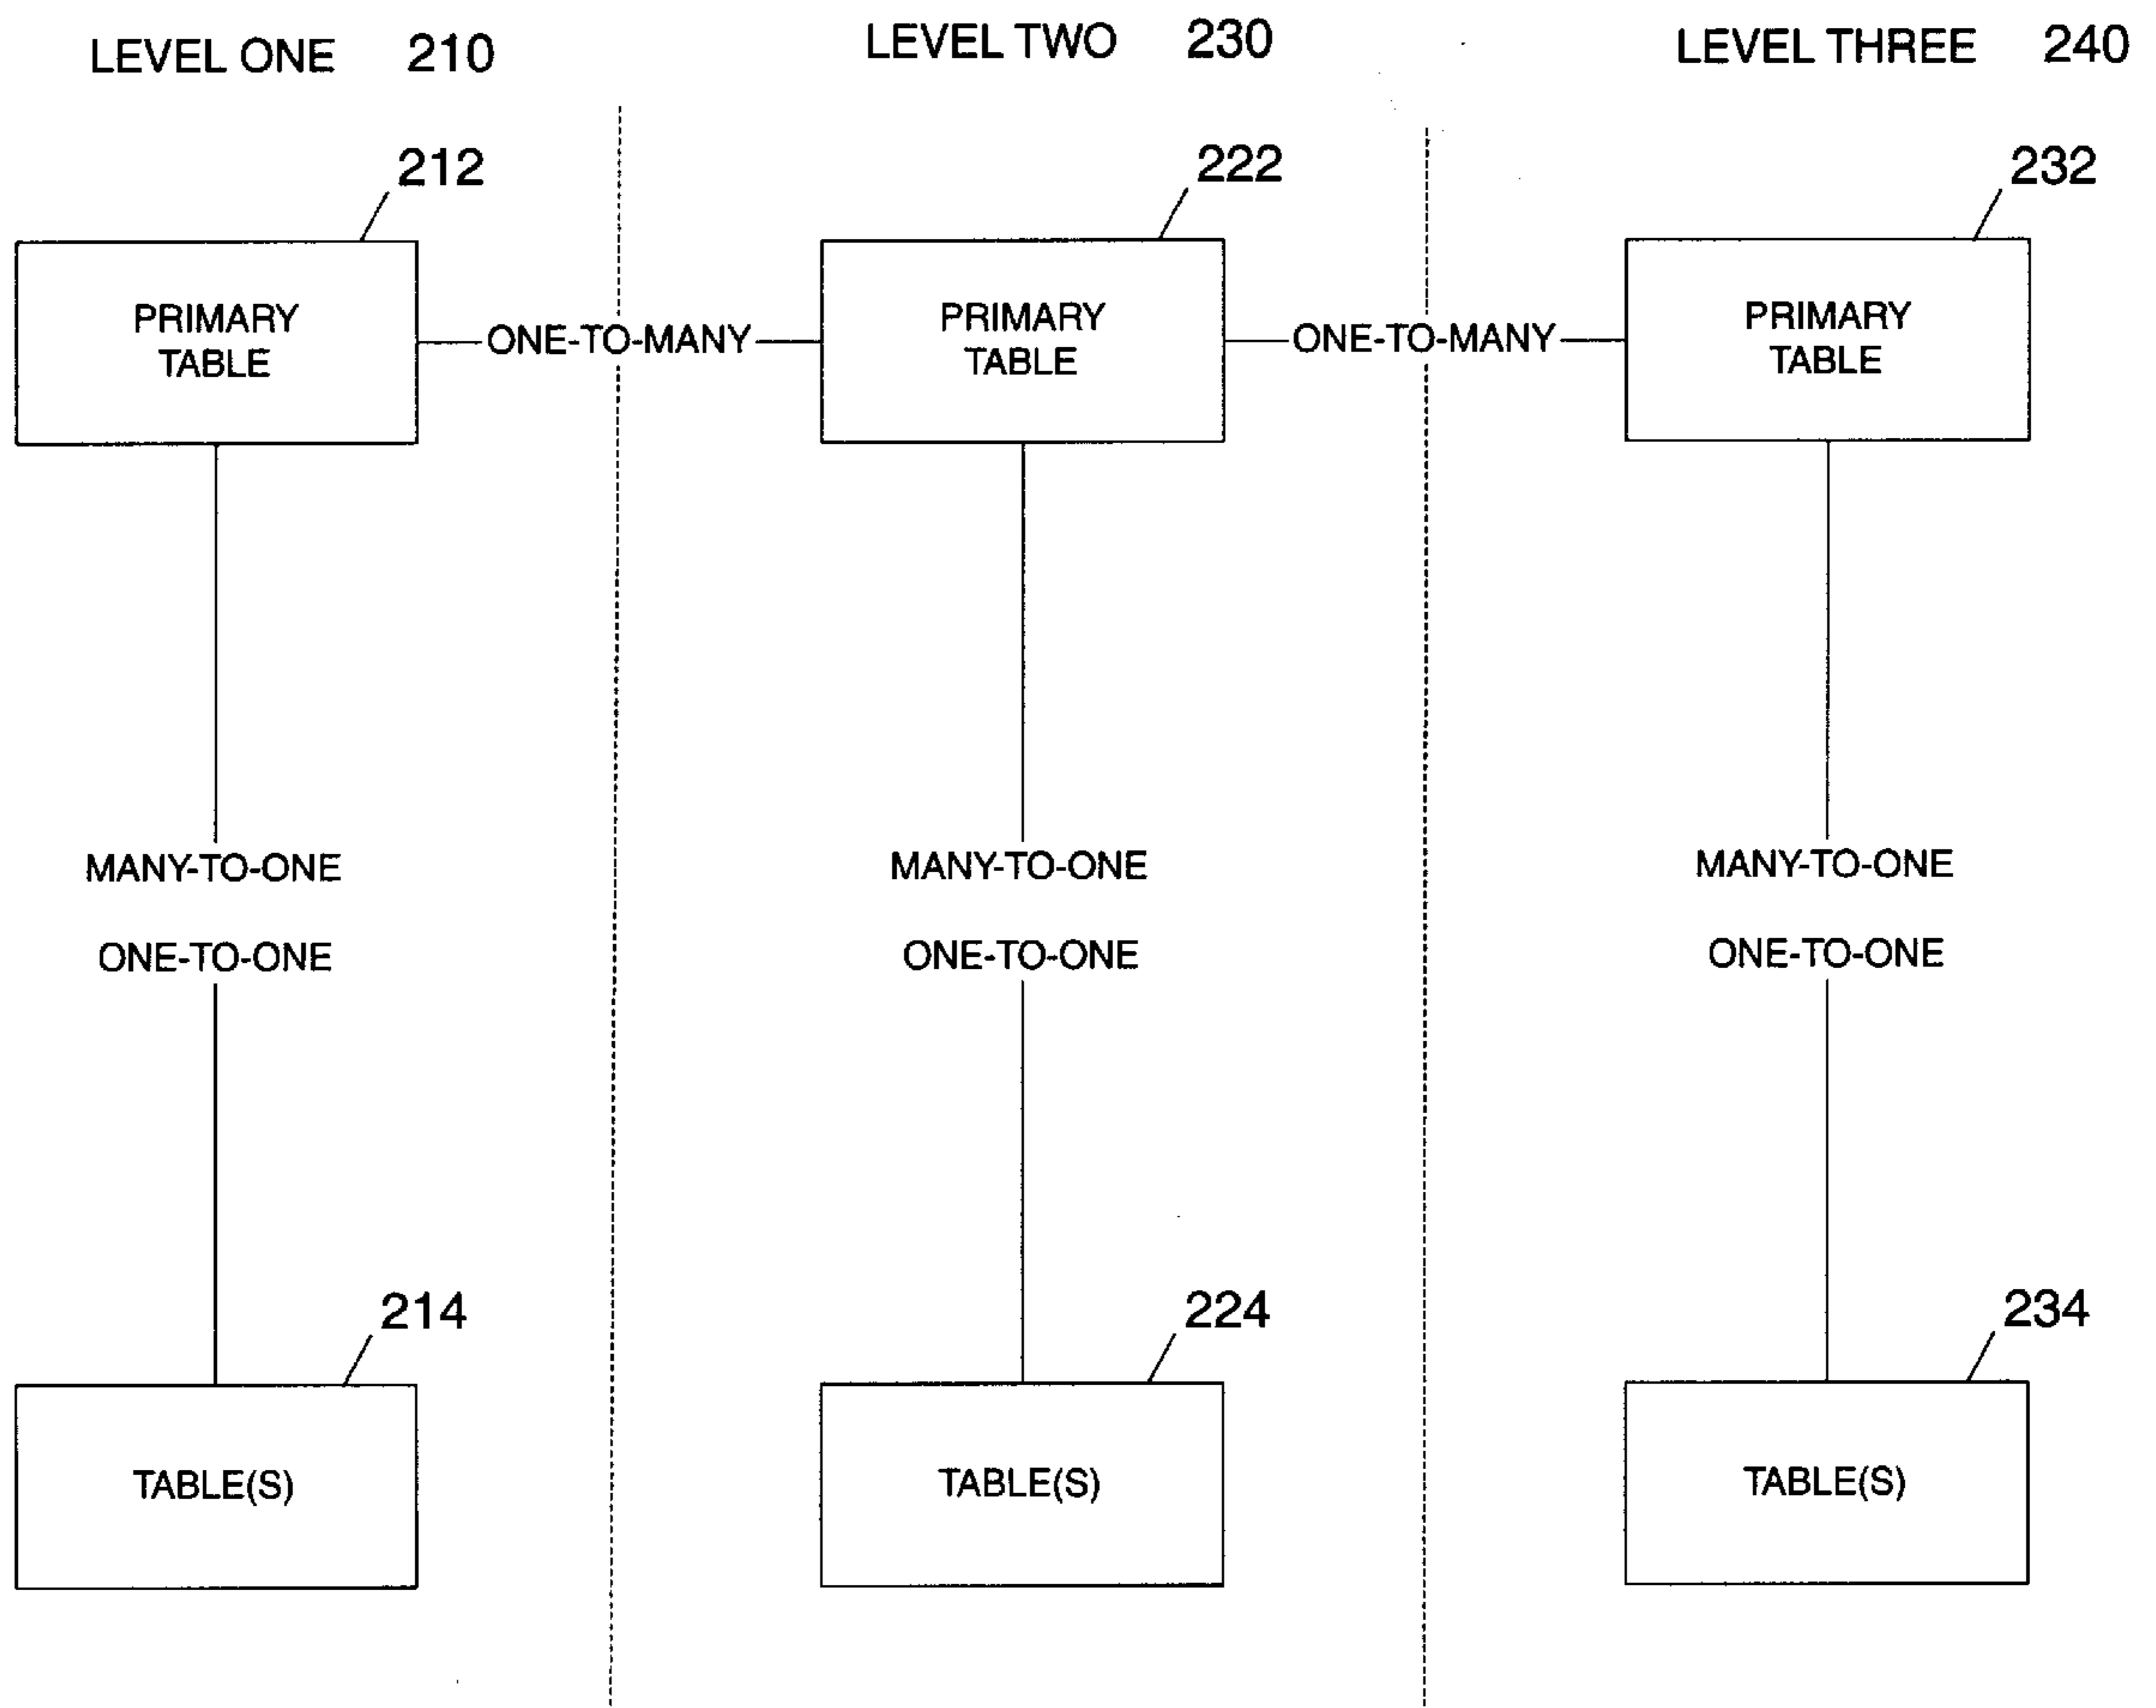 LEVEL ONE 210
LEVEL TWO 230
LEVEL THREE 240
212
222
232
PRIMARY
TABLE
ONE-TO-MANY
PRIMARY
TABLE
ONE-TO-MANY
PRIMARY
TABLE
MANY-TO-ONE
MANY-TO-ONE
MANY-TO-ONE
ONE-TO-ONE
ONE-TO-ONE
ONE-TO-ONE
214
224
234
TABLE(S)
TABLE(S)
TABLE(S)